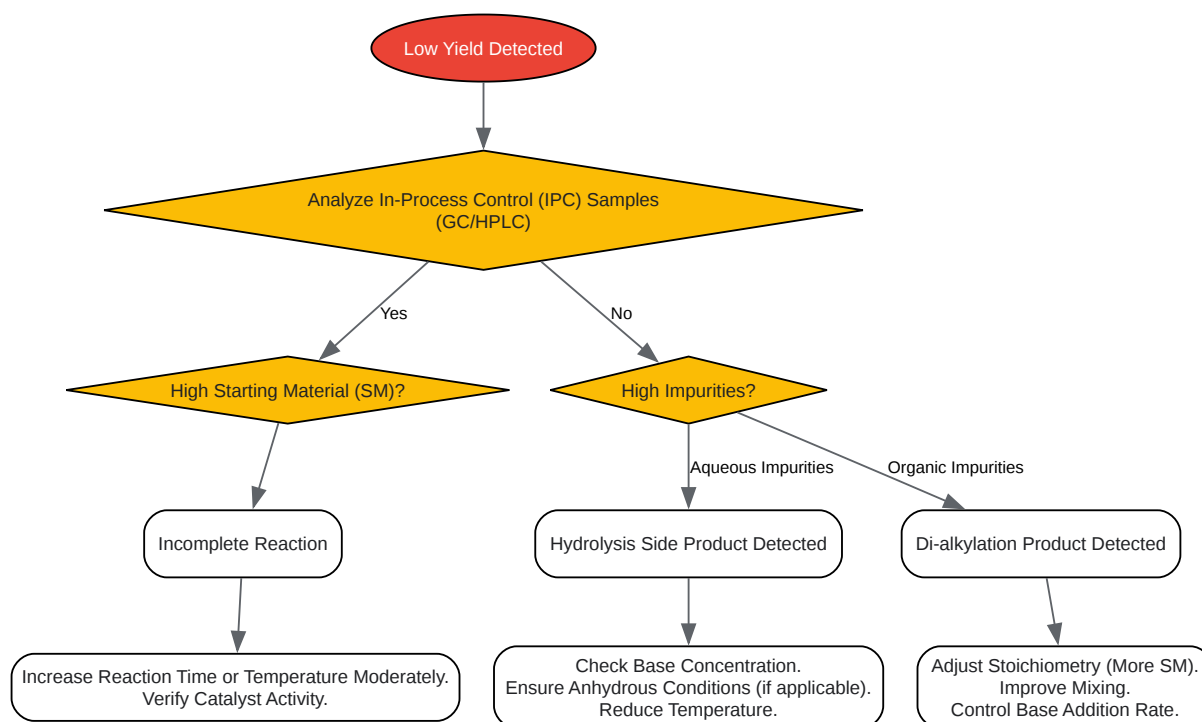 Low Yield Detected
Analyze In-Process Control (IPC) Samples
(GC/HPLC)
Yes
No
High Starting Material (SM)?
High Impurities?
Aqueous Impurities
Organic Impurities
Incomplete Reaction
Hydrolysis Side Product Detected
Di-alkylation Product Detected
Increase Reaction Time or Temperature Moderately.
Verify Catalyst Activity.
Check Base Concentration.
Ensure Anhydrous Conditions (if applicable).
Reduce Temperature.
Adjust Stoichiometry (More SM).
Improve Mixing.
Control Base Addition Rate.